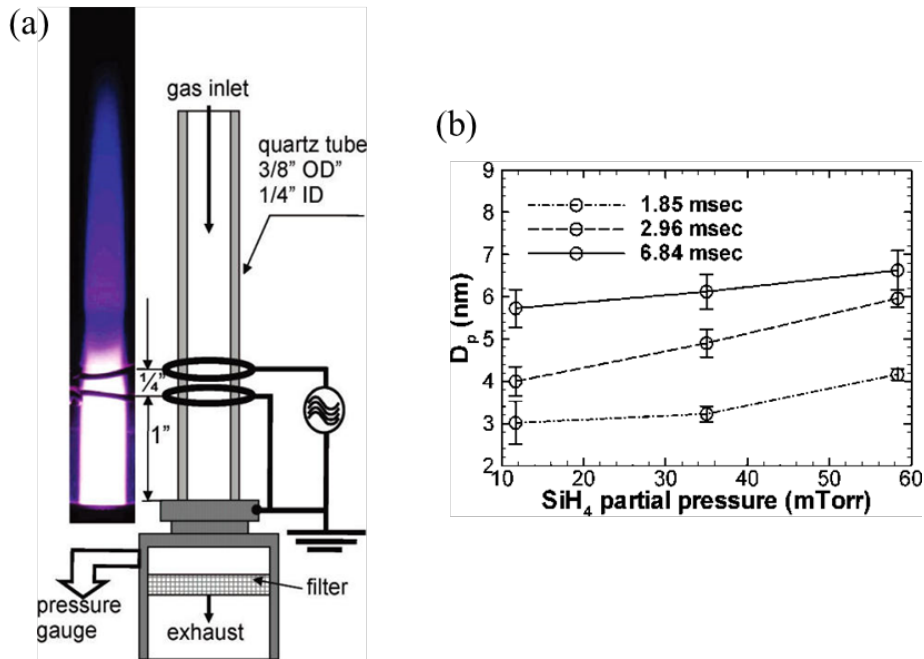 (a)
gas inlet
quartz tube
3/8” OD”
1/4” ID
¼”
1”
filter
pressure
gauge
exhaust
(b)
9
8
7
6
5
4
3
2
D_p (nm)
1.85 msec
2.96 msec
6.84 msec
10 20 30 40 50 60
SiH₄ partial pressure (mTorr)